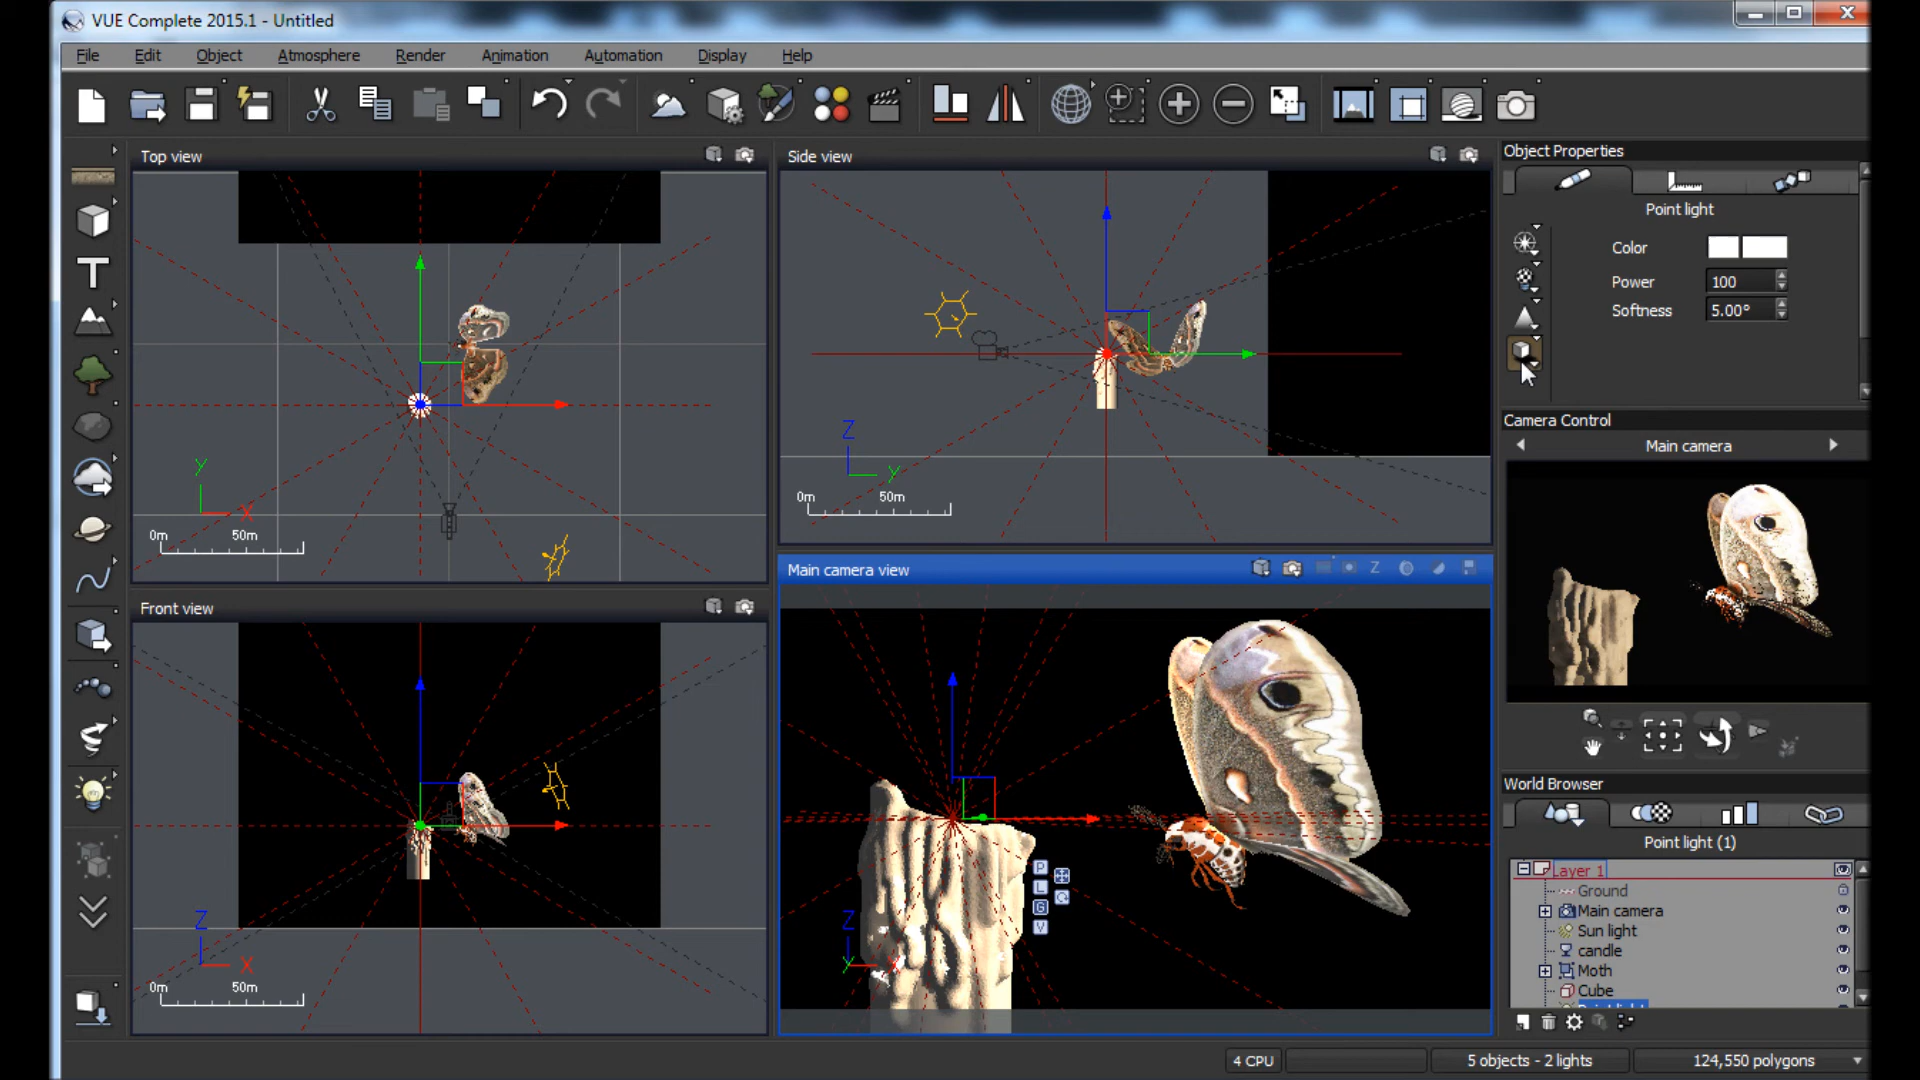 VUE Complete 2015.1 - Untitled
File Edit Object Atmosphere Render Animation Automation Display Help
Top view
Side view
Object Properties
Point light
Color
Power 100
Softness 5.00°
Y
X
0m 50m
Z
Y
0m 50m
Camera Control
Main camera
Front view
Main camera view
Z
Z
X
0m 50m
Z
Y
P
L
G
V
World Browser
Point light (1)
Layer 1
Ground
Main camera
Sun light
candle
Moth
Cube
4 CPU
5 objects - 2 lights
124,550 polygons